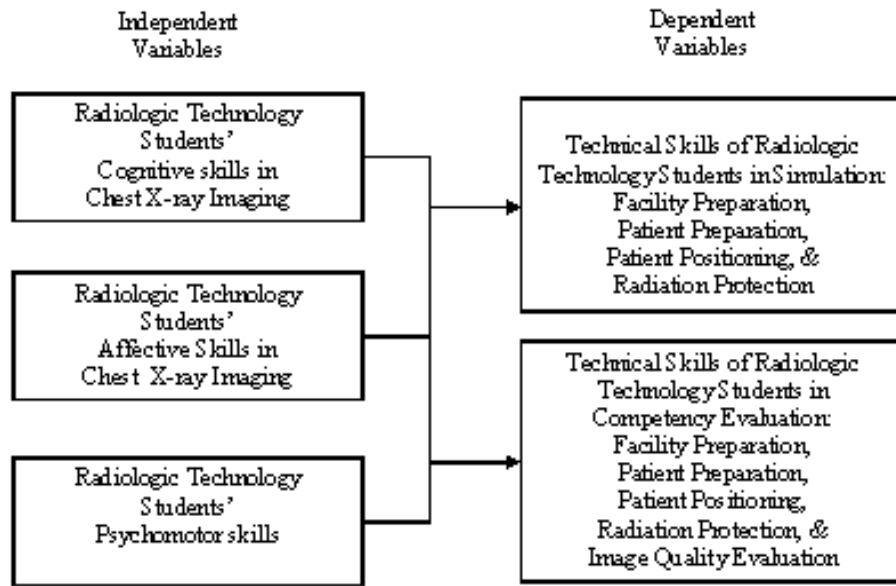 Independent
Variables
Dependent
Variables
Radiologic Technology
Students'
Cognitive skills in
Chest X-ray Imaging
Radiologic Technology
Students'
Affective Skills in
Chest X-ray Imaging
Radiologic Technology
Students'
Psychomotor skills
Technical Skills of Radiologic
Technology Students in Simulation:
Facility Preparation,
Patient Preparation,
Patient Positioning, &
Radiation Protection
Technical Skills of Radiologic
Technology Students in
Competency Evaluation:
Facility Preparation,
Patient Preparation,
Patient Positioning,
Radiation Protection, &
Image Quality Evaluation